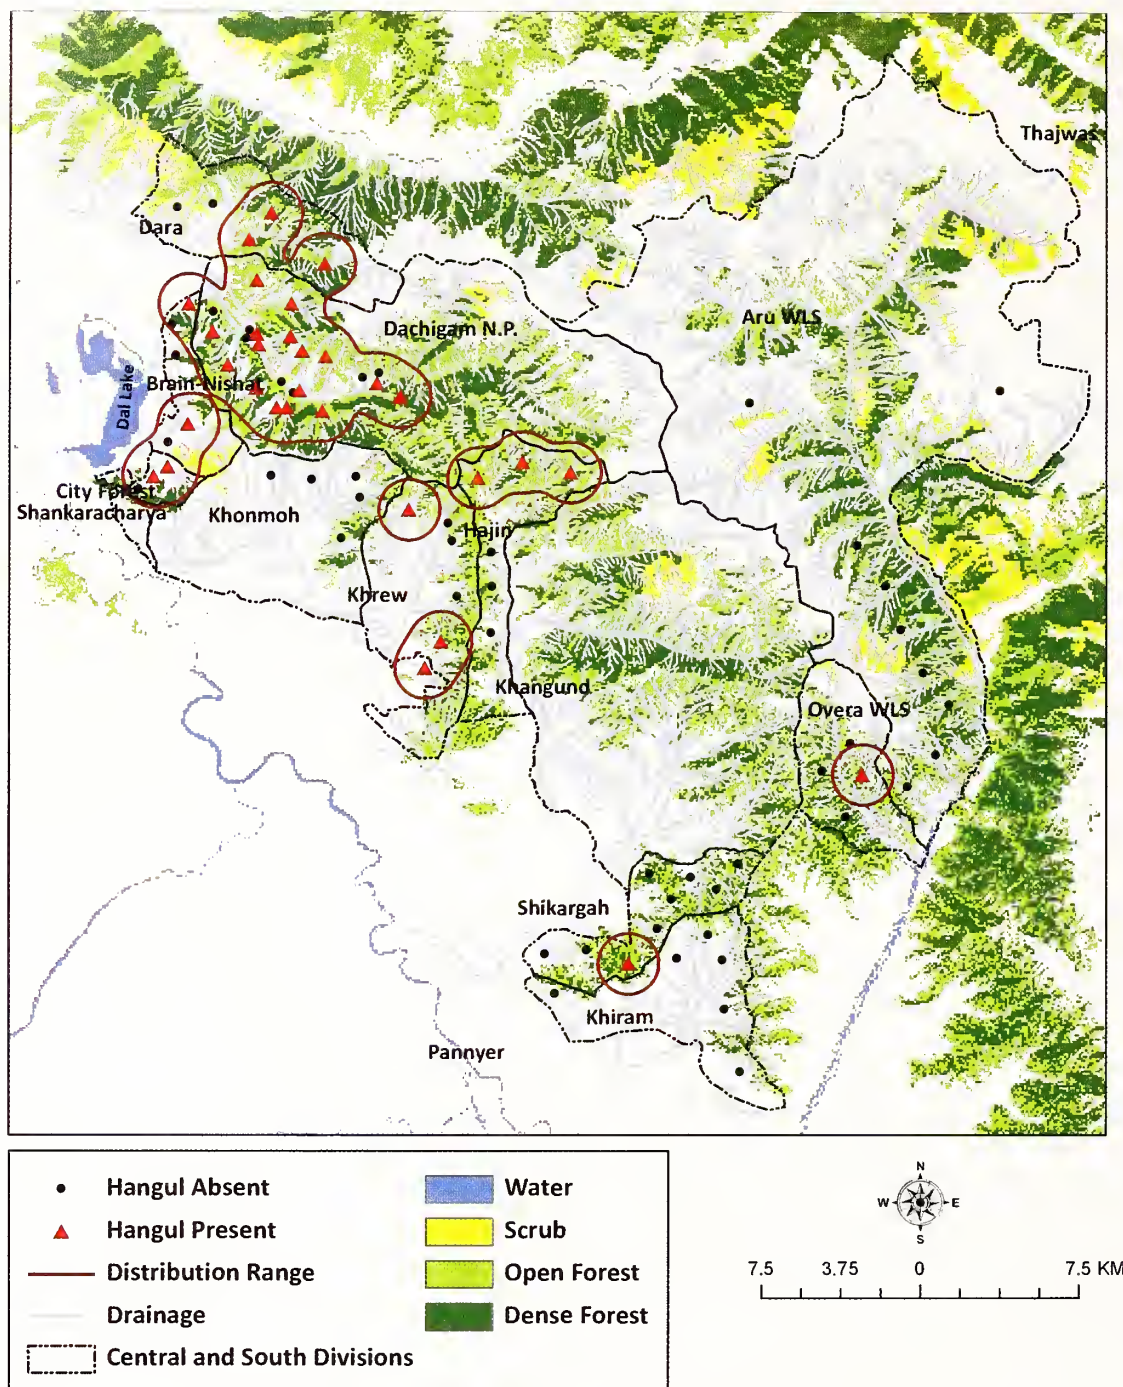 Thajwas
Dara
Aru WLS
Dachigam N.P.
Dal Lake
Brain-Nishat
City Forest
Shankaracharya
Khonmoh
Hajin
Khrew
Khangund
Overa WLS
Shikargah
Khiram
Pannyer
Hangul Absent
Hangul Present
Distribution Range
Drainage
Central and South Divisions
Water
Scrub
Open Forest
Dense Forest
N
W E
S
7.5 3.75 0 7.5 KM